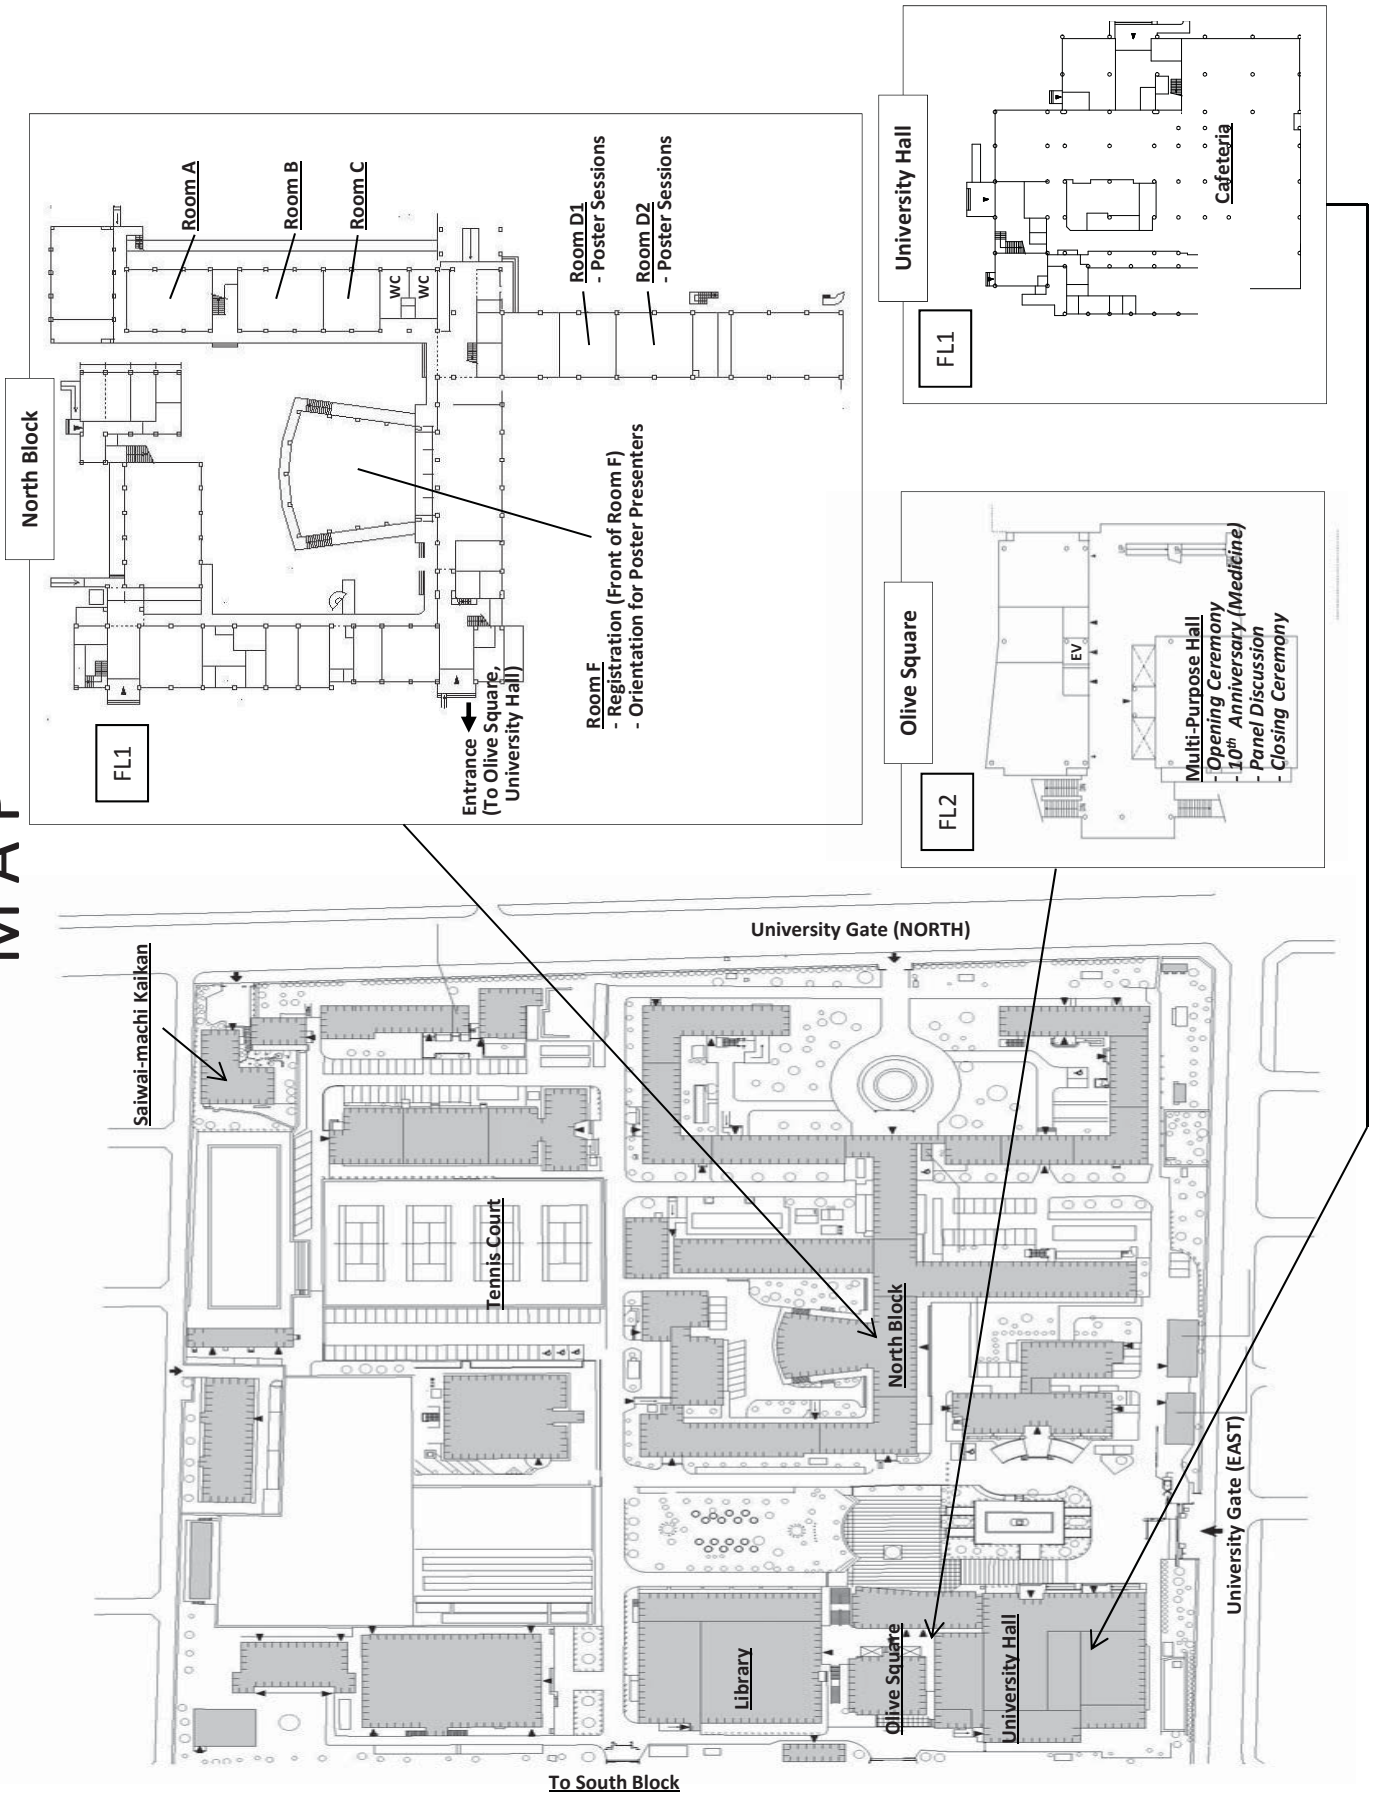 MAP
North Block
FL1
Room A
Room B
Room C
WC
WC
Room D1
- Poster Sessions
Room D2
- Poster Sessions
Room F
- Registration (Front of Room F)
- Orientation for Poster Presenters
Entrance
(To Olive Square,
University Hall)
University Hall
FL1
Cafeteria
Olive Square
FL2
EV
Multi-Purpose Hall
- Opening Ceremony
- 10th Anniversary (Medicine)
- Panel Discussion
- Closing Ceremony
Saiwai-machi Kaikan
University Gate (NORTH)
Tennis Court
North Block
University Gate (EAST)
Library
Olive Square
University Hall
To South Block